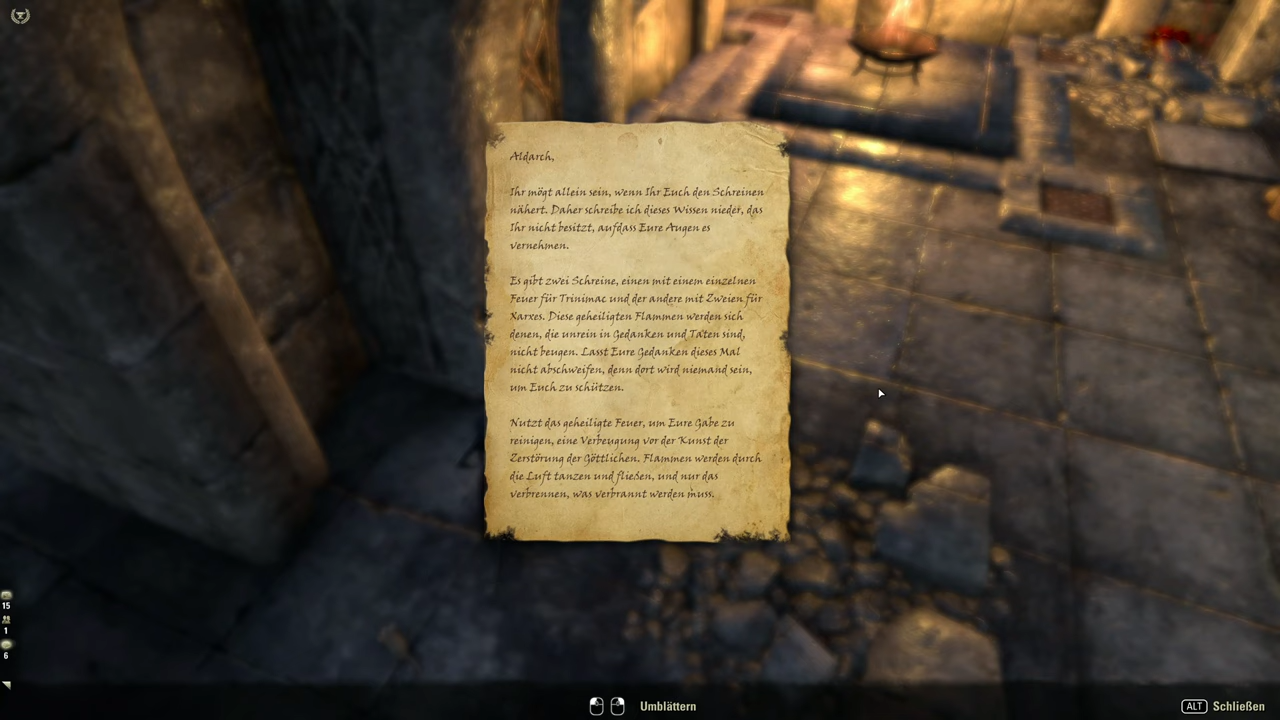 Aldarch,
Ihr mögt allein sein, wenn Ihr Euch den Schreinen
nähert. Daher schreibe ich dieses Wissen nieder, das
Ihr nicht besitzt, aufdass Eure Augen es
vernehmen.
Es gibt zwei Schreine, einen mit einem einzelnen
Feuer für Trinimac und der andere mit Zweien für
Xarxes. Diese geheiligten Flammen werden sich
denen, die unrein in Gedanken und Taten sind,
nicht beugen. Lasst Eure Gedanken dieses Mal
nicht abschweifen, denn dort wird niemand sein,
um Euch zu schützen.
Nutzt das geheiligte Feuer, um Eure Gabe zu
reinigen, eine Verbeugung vor der Kunst der
Zerstörung der Göttlichen. Flammen werden durch
die Luft tanzen und fließen, und nur das
verbrennen, was verbrannt werden muss.
15
1
6
Umblättern
ALT Schließen